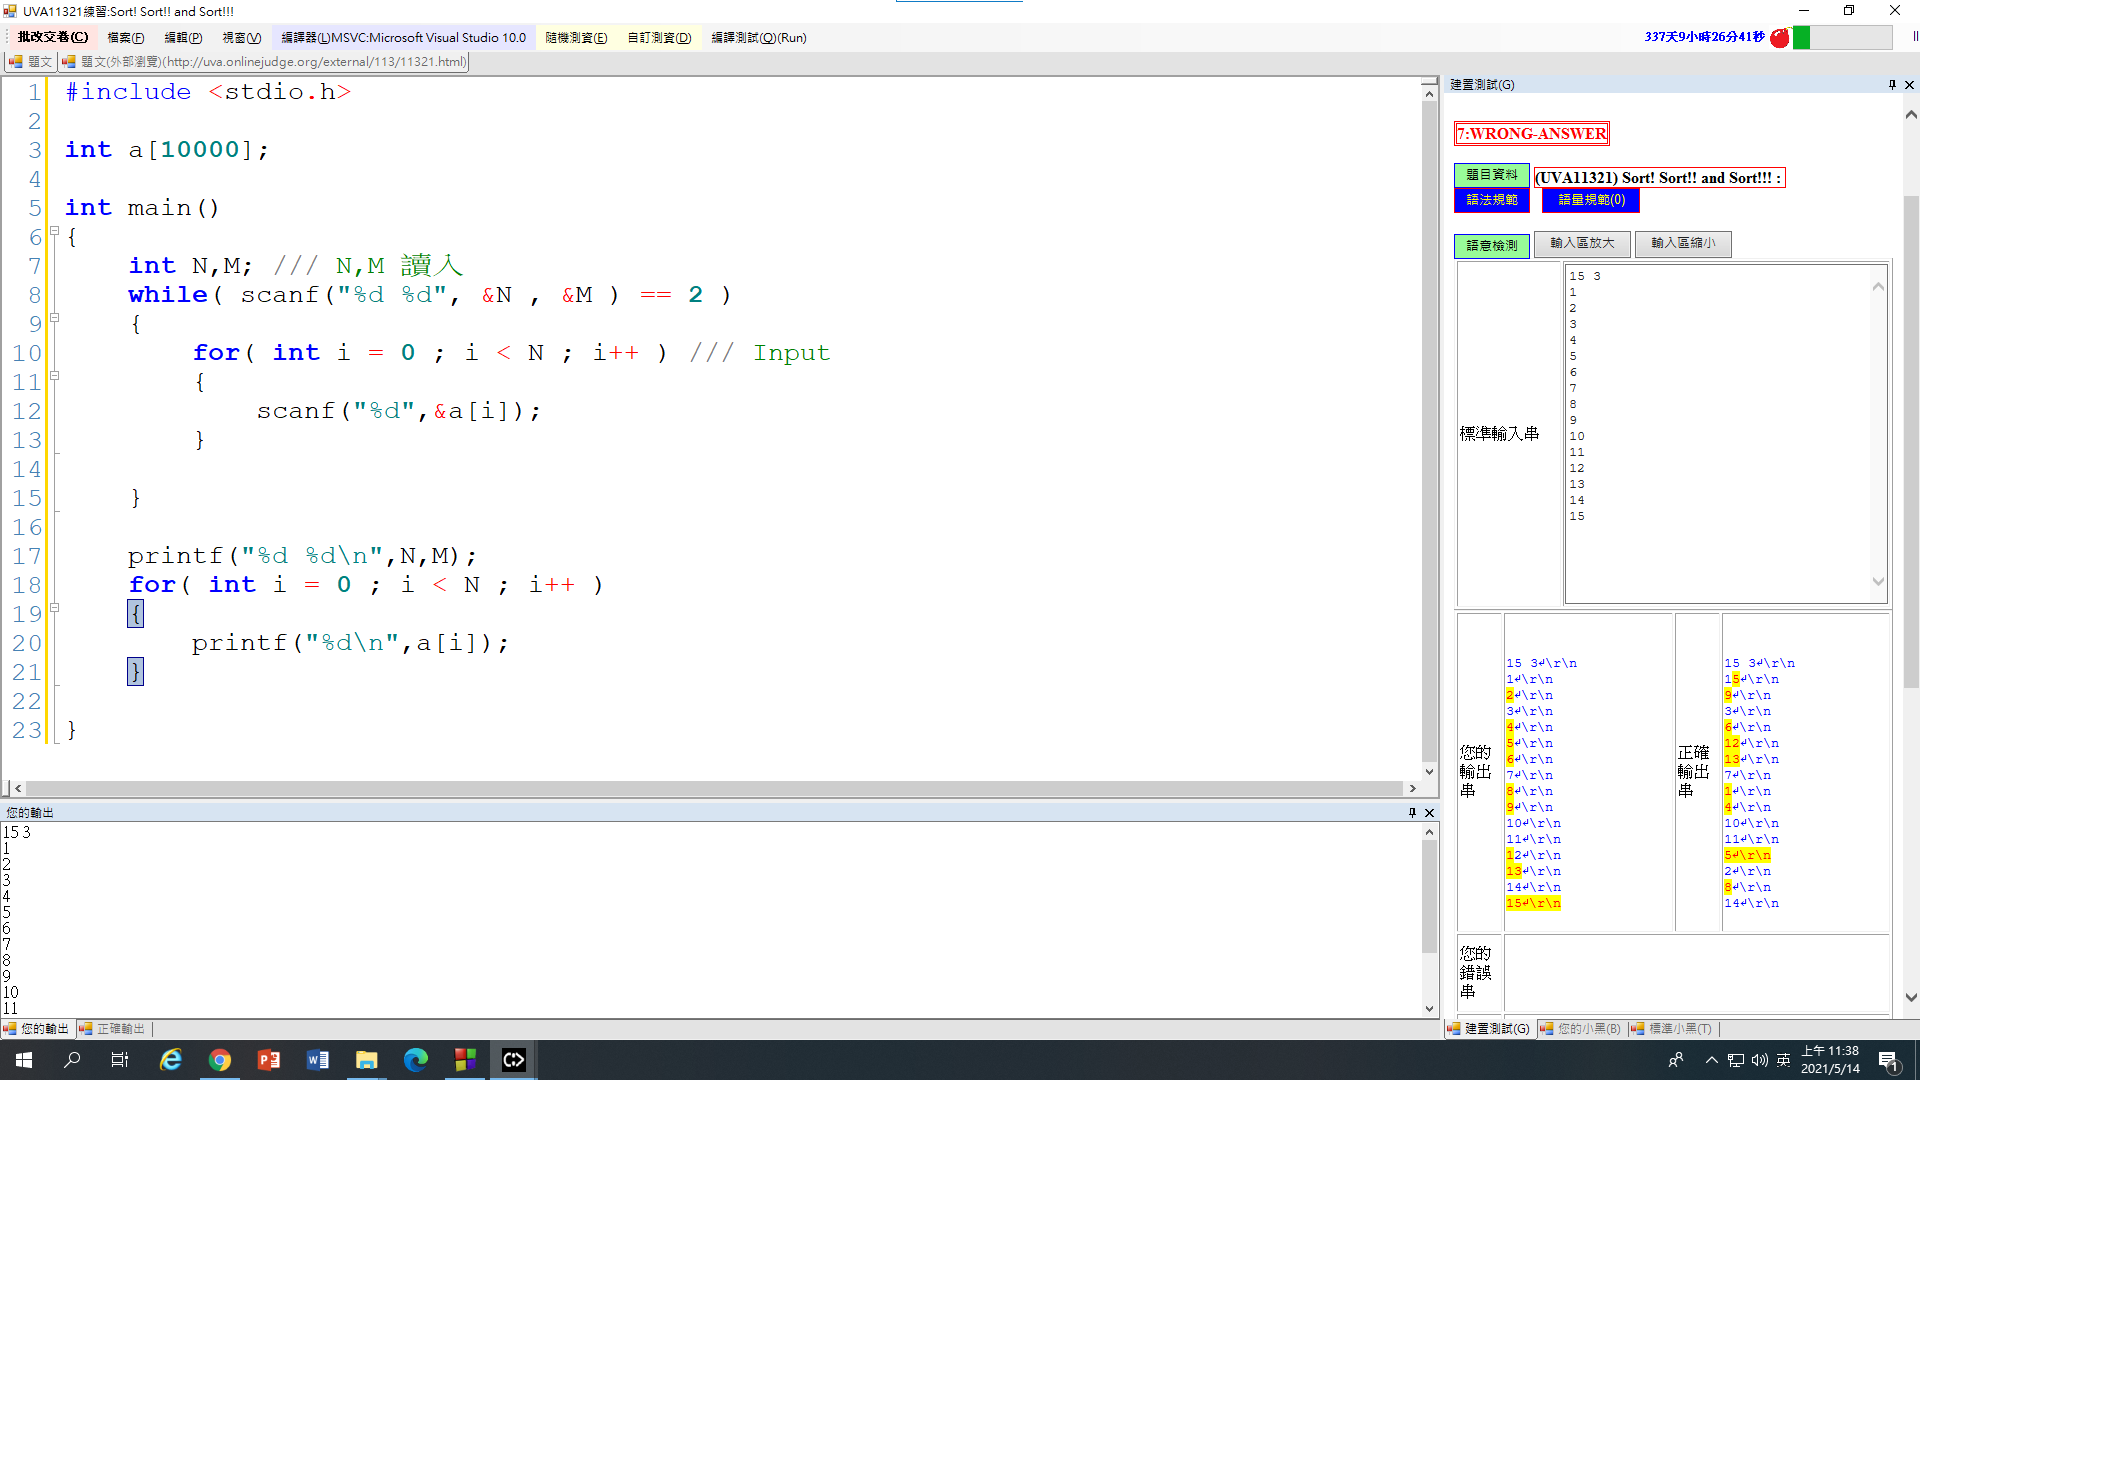 UVA11321練習:Sort! Sort!! and Sort!!!
批改交卷(C) 檔案(F) 編輯(P) 視窗(V) 編譯器(L)MSVC:Microsoft Visual Studio 10.0 隨機測資(E) 自訂測資(D) 編譯測試(Q)(Run) 337天9小時26分41秒
題文 題文(外部瀏覽)(http://uva.onlinejudge.org/external/113/11321.html)
1 #include <stdio.h>
2
3 int a[10000];
4
5 int main()
6 {
7 int N,M; /// N,M 讀入
8 while( scanf("%d %d", &N , &M ) == 2 )
9 {
10 for( int i = 0 ; i < N ; i++ ) /// Input
11 {
12 scanf("%d",&a[i]);
13 }
14
15 }
16
17 printf("%d %d\n",N,M);
18 for( int i = 0 ; i < N ; i++ )
19 {
20 printf("%d\n",a[i]);
21 }
22
23 }
您的輸出
15 3
1
2
3
4
5
6
7
8
9
10
11
您的輸出 正確輸出
建置測試(G)
7:WRONG-ANSWER
題目資料 (UVA11321) Sort! Sort!! and Sort!!! :
語法規範 語量規範(0)
語意檢測 輸入區放大 輸入區縮小
標準輸入串
15 3
1
2
3
4
5
6
7
8
9
10
11
12
13
14
15
您的輸出串
15 3↲\r\n
1↲\r\n
2↲\r\n
3↲\r\n
4↲\r\n
5↲\r\n
6↲\r\n
7↲\r\n
8↲\r\n
9↲\r\n
10↲\r\n
11↲\r\n
12↲\r\n
13↲\r\n
14↲\r\n
15↲\r\n
正確輸出串
15 3↲\r\n
15↲\r\n
9↲\r\n
3↲\r\n
6↲\r\n
12↲\r\n
13↲\r\n
7↲\r\n
1↲\r\n
4↲\r\n
10↲\r\n
11↲\r\n
5↲\r\n
2↲\r\n
8↲\r\n
14↲\r\n
您的錯誤串
建置測試(G) 您的小黑(B) 標準小黑(T)
英 上午 11:38
2021/5/14
1